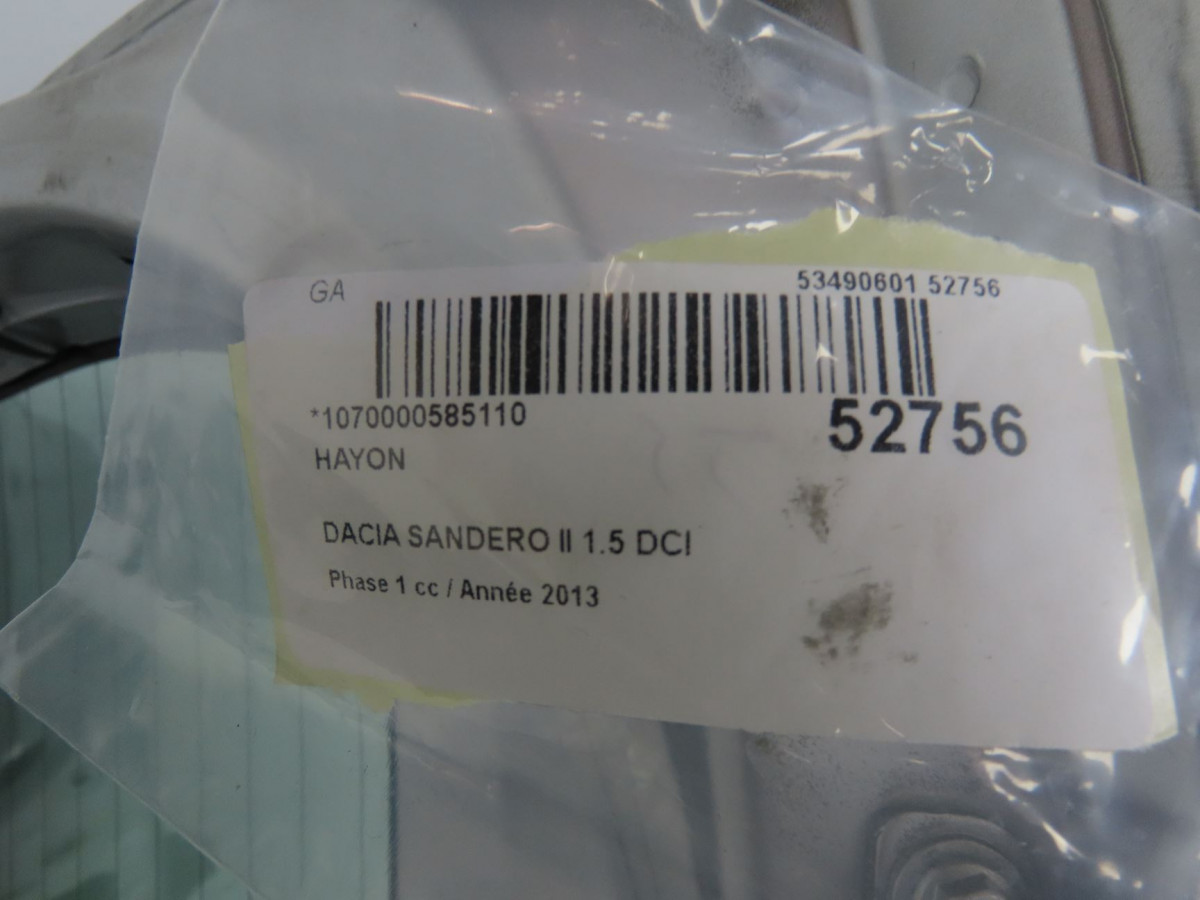 GA 53490601 52756
*1070000585110 52756
HAYON
DACIA SANDERO II 1.5 DCI
Phase 1 cc / Année 2013